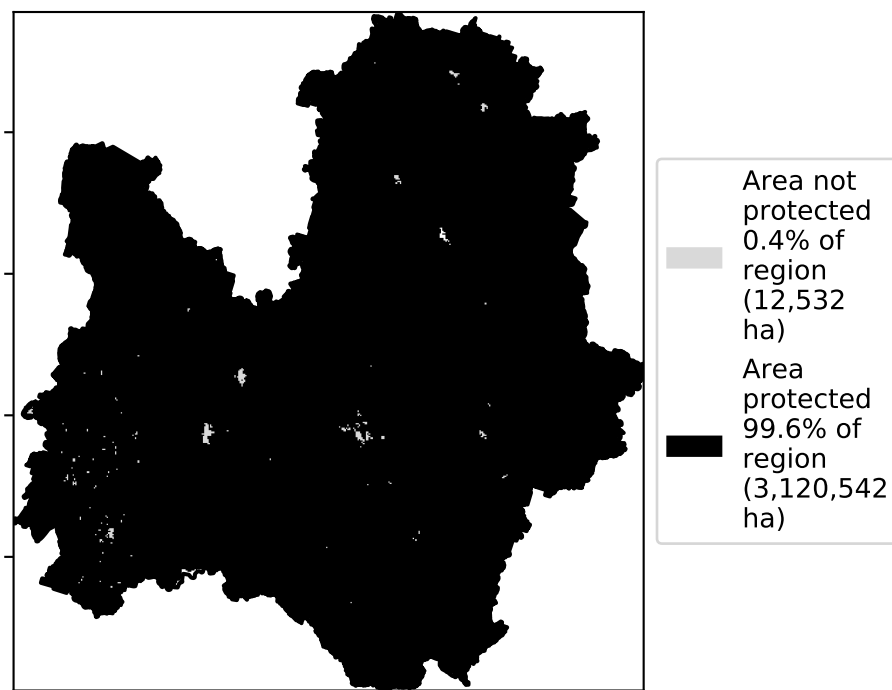 Area not
protected
0.4% of
region
(12,532
ha)
Area
protected
99.6% of
region
(3,120,542
ha)